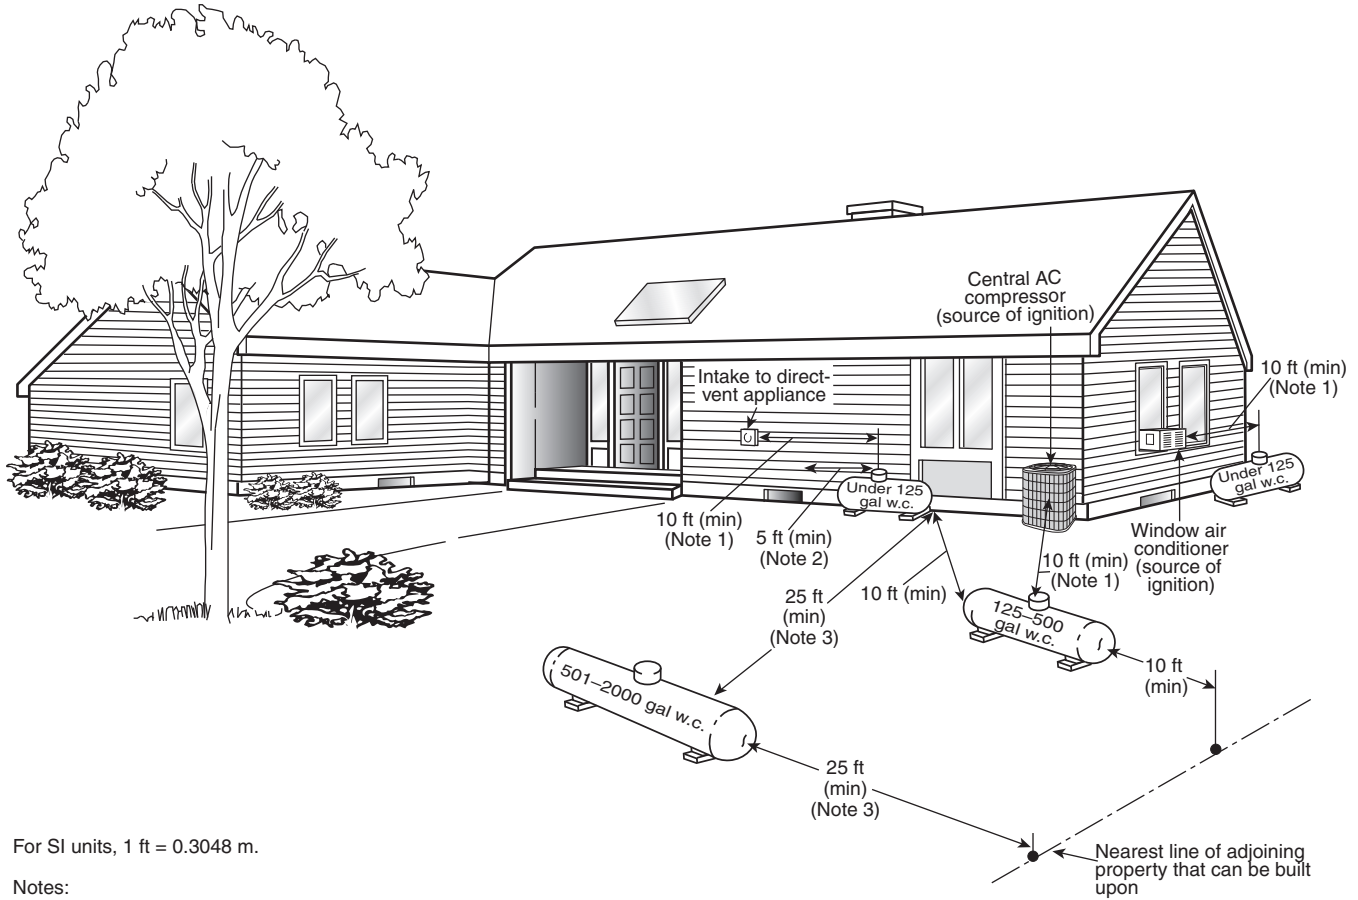 Central AC
compressor
(source of ignition)
10 ft (min)
(Note 1)
Intake to direct-
vent appliance
Under 125
gal w.c.
Under 125
gal w.c.
10 ft (min)
(Note 1)
5 ft (min)
(Note 2)
Window air
conditioner
(source of
ignition)
10 ft (min)
(Note 1)
25 ft
(min)
(Note 3)
10 ft (min)
125–500
gal w.c.
10 ft
(min)
501–2000 gal w.c.
25 ft
(min)
(Note 3)
For SI units, 1 ft = 0.3048 m.
Nearest line of adjoining
property that can be built
upon
Notes: